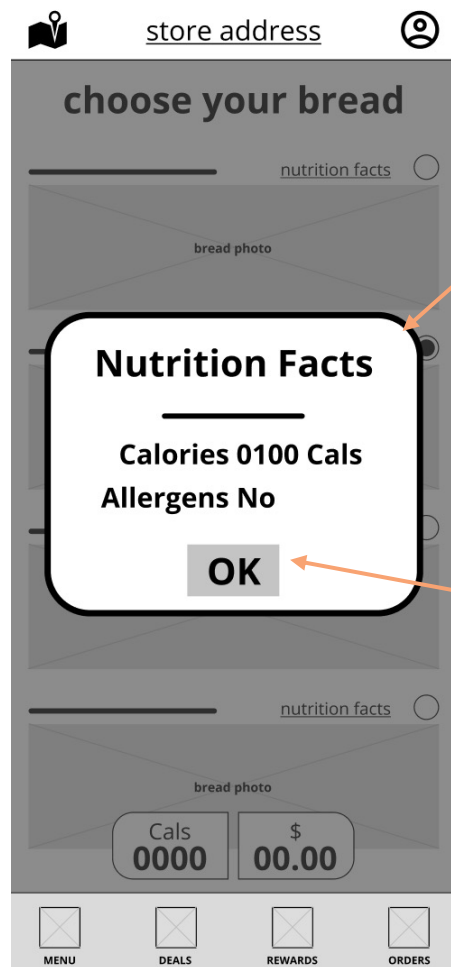 store address
choose your bread
nutrition facts
bread photo
Nutrition Facts
Calories 0100 Cals
Allergens No
OK
nutrition facts
bread photo
Cals $
0000 00.00
MENU DEALS REWARDS ORDERS